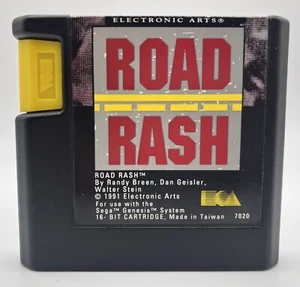 ELECTRONIC ARTS®
ROAD
RASH
ROAD RASH™
By Randy Breen, Dan Geisler,
Walter Stein
© 1991 Electronic Arts
For use with the
Sega™ Genesis™ System
16- BIT CARTRIDGE, Made in Taiwan 7020
EA